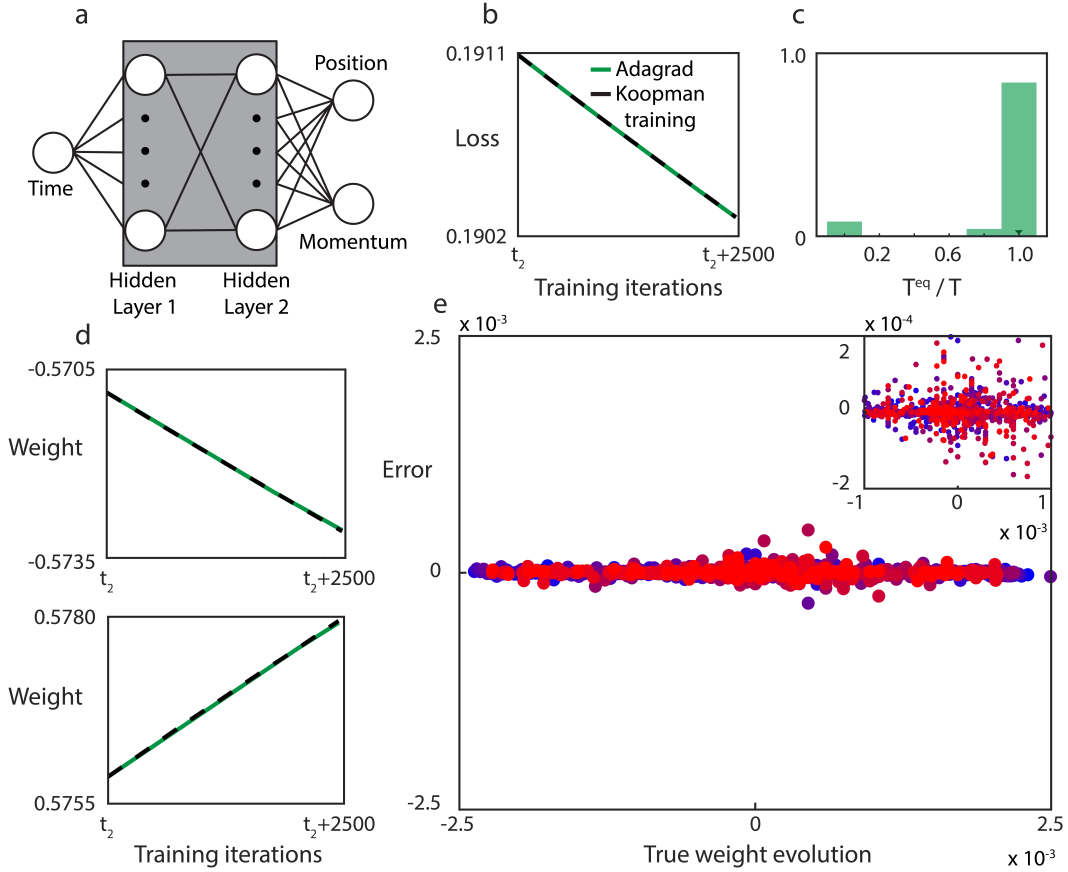 a
Time
Position
Momentum
Hidden
Layer 1
Hidden
Layer 2
b
0.1911
Loss
0.1902
Adagrad
Koopman
training
t2
t2+2500
Training iterations
c
1.0
0
0.2
0.6
1.0
Teq / T
d
-0.5705
Weight
-0.5735
t2
t2+2500
0.5780
Weight
0.5755
t2
t2+2500
Training iterations
e
x 10-3
2.5
Error
0
-2.5
-2.5
0
2.5
True weight evolution
x 10-3
x 10-4
2
0
-2
-1
0
1
x 10-3